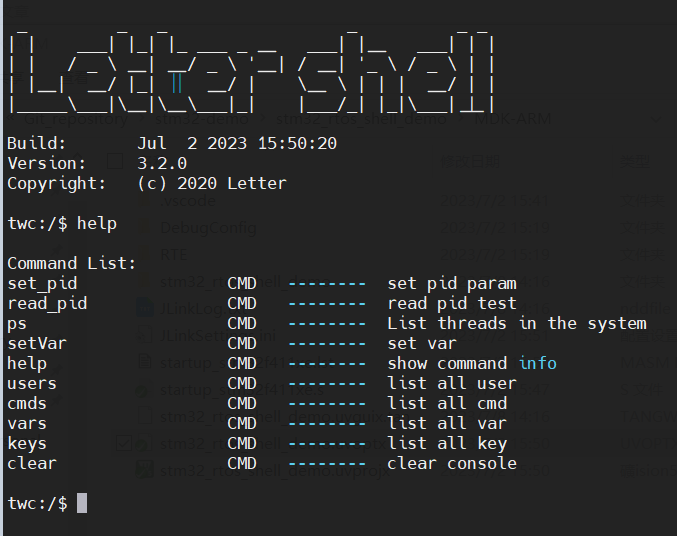 Letter shell
Build: Jul 2 2023 15:50:20
Version: 3.2.0
Copyright: (c) 2020 Letter
twc:/$ help
Command List:
set_pid CMD -------- set pid param
read_pid CMD -------- read pid test
ps CMD -------- List threads in the system
setVar CMD -------- set var
help CMD -------- show command info
users CMD -------- list all user
cmds CMD -------- list all cmd
vars CMD -------- list all var
keys CMD -------- list all key
clear CMD -------- clear console
twc:/$